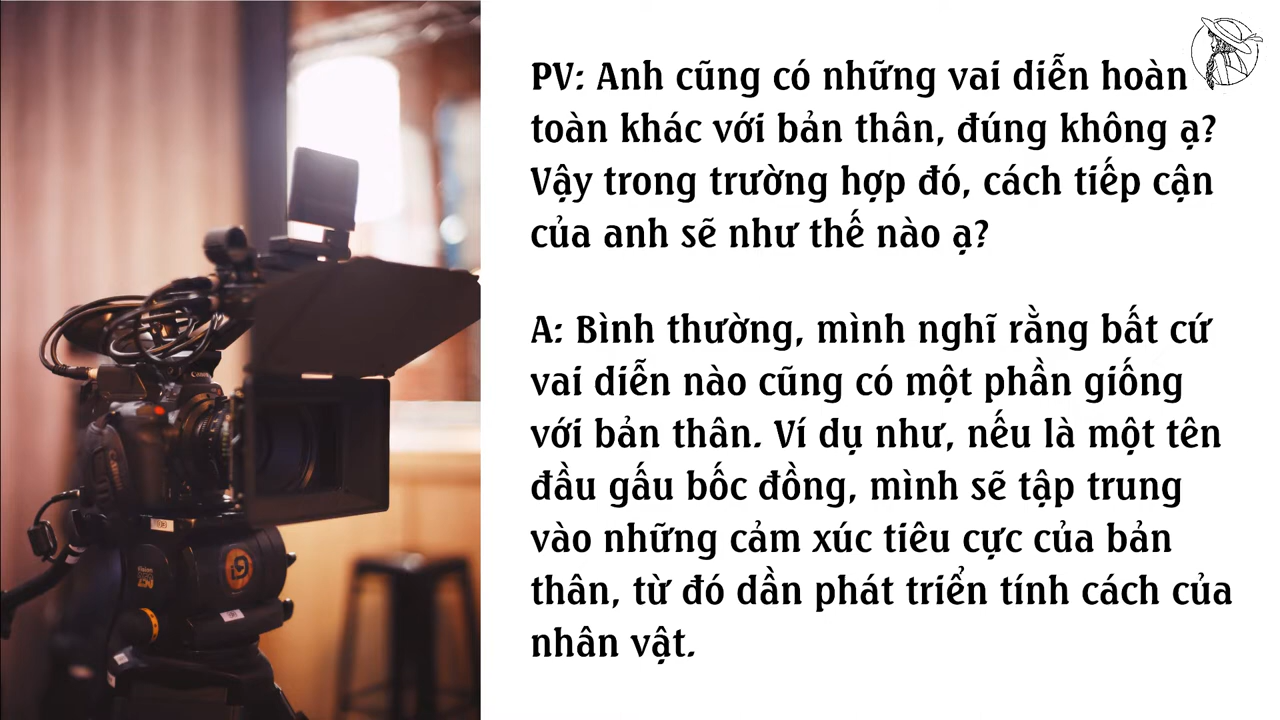 PV: Anh cũng có những vai diễn hoàn
toàn khác với bản thân, đúng không ạ?
Vậy trong trường hợp đó, cách tiếp cận
của anh sẽ như thế nào ạ?
A: Bình thường, mình nghĩ rằng bất cứ
vai diễn nào cũng có một phần giống
với bản thân. Ví dụ như, nếu là một tên
đầu gấu bốc đồng, mình sẽ tập trung
vào những cảm xúc tiêu cực của bản
thân, từ đó dần phát triển tính cách của
nhân vật.
Canon
Vision